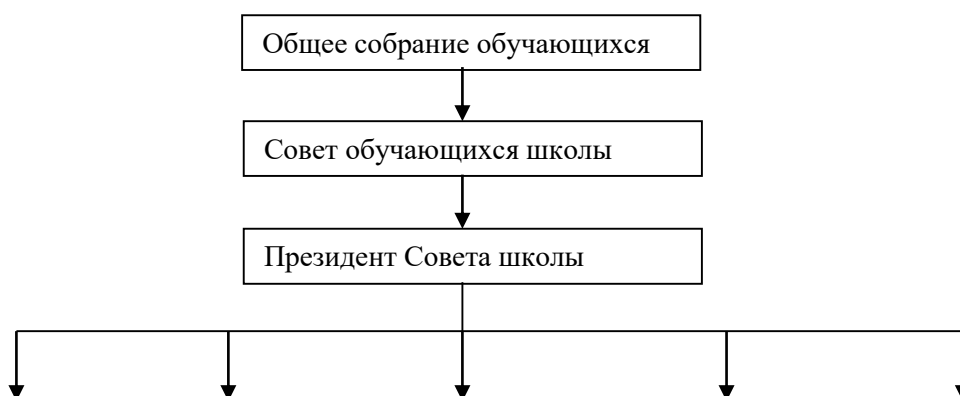 Общее собрание обучающихся
Совет обучающихся школы
Президент Совета школы